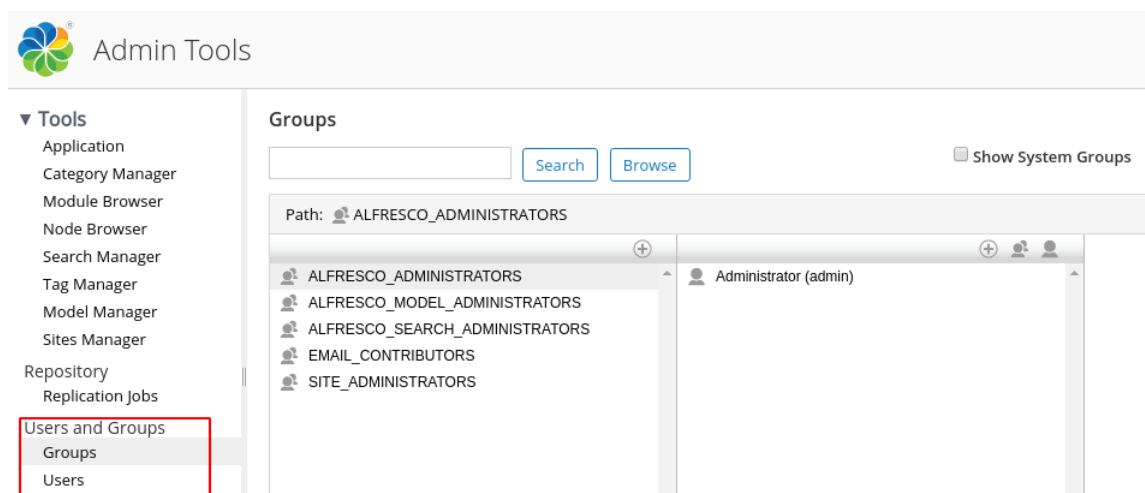 Admin Tools
▼ Tools
Application
Category Manager
Module Browser
Node Browser
Search Manager
Tag Manager
Model Manager
Sites Manager
Repository
Replication Jobs
Users and Groups
Groups
Users
Groups
Search
Browse
Show System Groups
Path: ALFRESCO_ADMINISTRATORS
ALFRESCO_ADMINISTRATORS
ALFRESCO_MODEL_ADMINISTRATORS
ALFRESCO_SEARCH_ADMINISTRATORS
EMAIL_CONTRIBUTORS
SITE_ADMINISTRATORS
Administrator (admin)